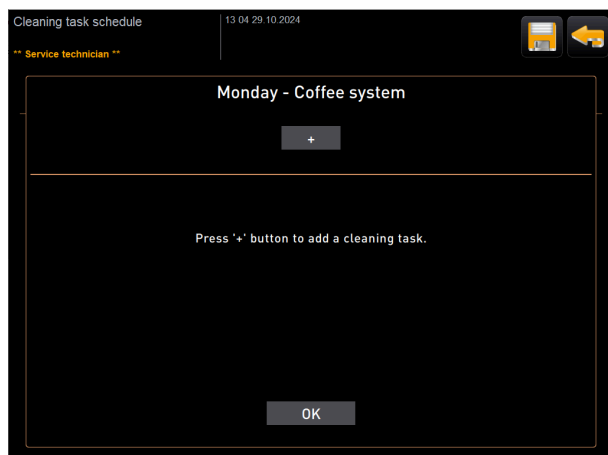 Cleaning task schedule
13 04 29.10.2024
** Service technician **
Monday - Coffee system
+
Press '+' button to add a cleaning task.
OK